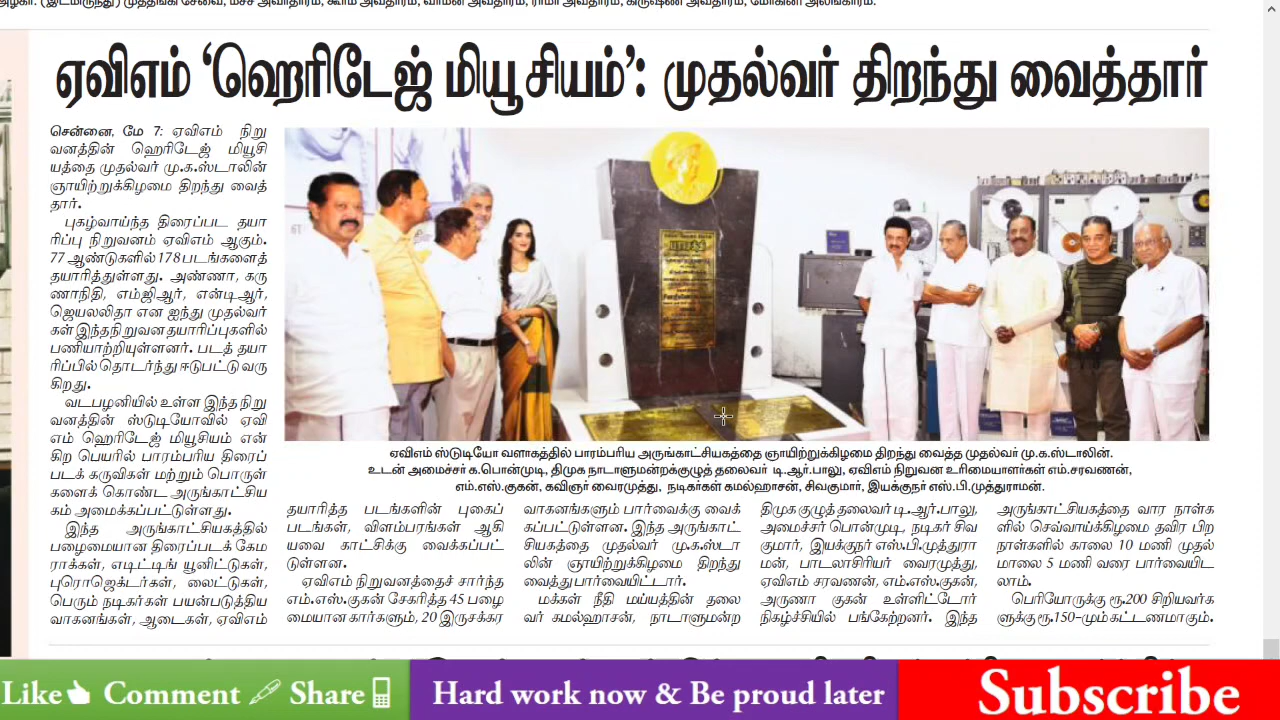 ஏவிஎம் ‘ஹெரிடேஜ் மியூசியம்’: முதல்வர் திறந்து வைத்தார்
சென்னை, மே 7: ஏவிஎம் நிறு
வனத்தின் ஹெரிடேஜ் மியூசி
யத்தை முதல்வர் மு.க.ஸ்டாலின்
ஞாயிற்றுக்கிழமை திறந்து வைத்
தார்.
புகழ்வாய்ந்த திரைப்பட தயா
ரிப்பு நிறுவனம் ஏவிஎம் ஆகும்.
77 ஆண்டுகளில் 178 படங்களைத்
தயாரித்துள்ளது. அண்ணா, கரு
ணாநிதி, எம்ஜிஆர், என்டிஆர்,
ஜெயலலிதா என ஐந்து முதல்வர்
கள் இந்த நிறுவன தயாரிப்புகளில்
பணியாற்றியுள்ளனர். படத் தயா
ரிப்பில் தொடர்ந்து ஈடுபட்டு வரு
கிறது.
வடபழனியில் உள்ள இந்த நிறு
வனத்தின் ஸ்டுடியோவில் ஏவி
எம் ஹெரிடேஜ் மியூசியம் என்
கிற பெயரில் பாரம்பரிய திரைப்
படக் கருவிகள் மற்றும் பொருள்
களைக் கொண்ட அருங்காட்சிய
கம் அமைக்கப்பட்டுள்ளது.
இந்த அருங்காட்சியகத்தில்
பழைமையான திரைப்படக் கேம
ராக்கள், எடிட்டிங் யூனிட்டுகள்,
புரொஜெக்டர்கள், லைட்டுகள்,
பெரும் நடிகர்கள் பயன்படுத்திய
வாகனங்கள், ஆடைகள், ஏவிஎம்
ஏவிஎம் ஸ்டுடியோ வளாகத்தில் பாரம்பரிய அருங்காட்சியகத்தை ஞாயிற்றுக்கிழமை திறந்து வைத்த முதல்வர் மு.க.ஸ்டாலின்.
உடன் அமைச்சர் க.பொன்முடி, திமுக நாடாளுமன்றக்குழுத் தலைவர் டி.ஆர்.பாலு, ஏவிஎம் நிறுவன உரிமையாளர்கள் எம்.சரவணன்,
எம்.எஸ்.குகன், கவிஞர் வைரமுத்து, நடிகர்கள் கமல்ஹாசன், சிவகுமார், இயக்குநர் எஸ்.பி.முத்துராமன்.
தயாரித்த படங்களின் புகைப்
படங்கள், விளம்பரங்கள் ஆகி
யவை காட்சிக்கு வைக்கப்பட்
டுள்ளன.
ஏவிஎம் நிறுவனத்தைச் சார்ந்த
எம்.எஸ்.குகன் சேகரித்த 45 பழை
மையான கார்களும், 20 இருசக்கர
வாகனங்களும் பார்வைக்கு வைக்
கப்பட்டுள்ளன. இந்த அருங்காட்
சியகத்தை முதல்வர் மு.க.ஸ்டா
லின் ஞாயிற்றுக்கிழமை திறந்து
வைத்து பார்வையிட்டார்.
மக்கள் நீதி மய்யத்தின் தலை
வர் கமல்ஹாசன், நாடாளுமன்ற
திமுக குழுத் தலைவர் டி.ஆர்.பாலு,
அமைச்சர் பொன்முடி, நடிகர் சிவ
குமார், இயக்குநர் எஸ்.பி.முத்துரா
மன், பாடலாசிரியர் வைரமுத்து,
ஏவிஎம் சரவணன், எம்.எஸ்.குகன்,
அருணா குகன் உள்ளிட்டோர்
நிகழ்ச்சியில் பங்கேற்றனர். இந்த
அருங்காட்சியகத்தை வார நாள்க
ளில் செவ்வாய்க்கிழமை தவிர பிற
நாள்களில் காலை 10 மணி முதல்
மாலை 5 மணி வரை பார்வையிட
லாம்.
பெரியோருக்கு ரூ.200 சிறியவர்க
ளுக்கு ரூ.150-மும் கட்டணமாகும்.
Like Comment Share Hard work now & Be proud later Subscribe